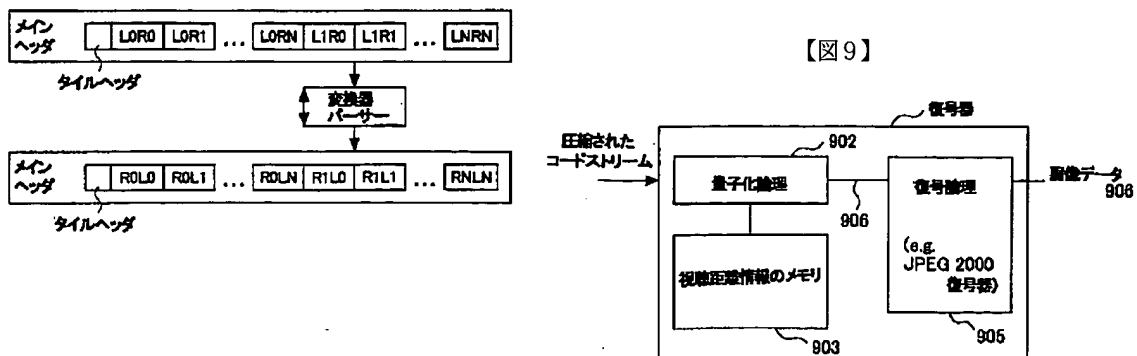 メイン
ヘッダ
L0R0 L0R1 ... L0RN L1R0 L1R1 ... LNRN
タイルヘッダ
変換器
パーサー
メイン
ヘッダ
R0L0 R0L1 ... R0LN R1L0 R1L1 ... RNLN
タイルヘッダ
【図9】
復号器
圧縮された
コードストリーム
902
量子化論理
906
復号論理
画像データ
906
(e.g.
JPEG 2000
復号器)
視聴距離情報のメモリ
903
905